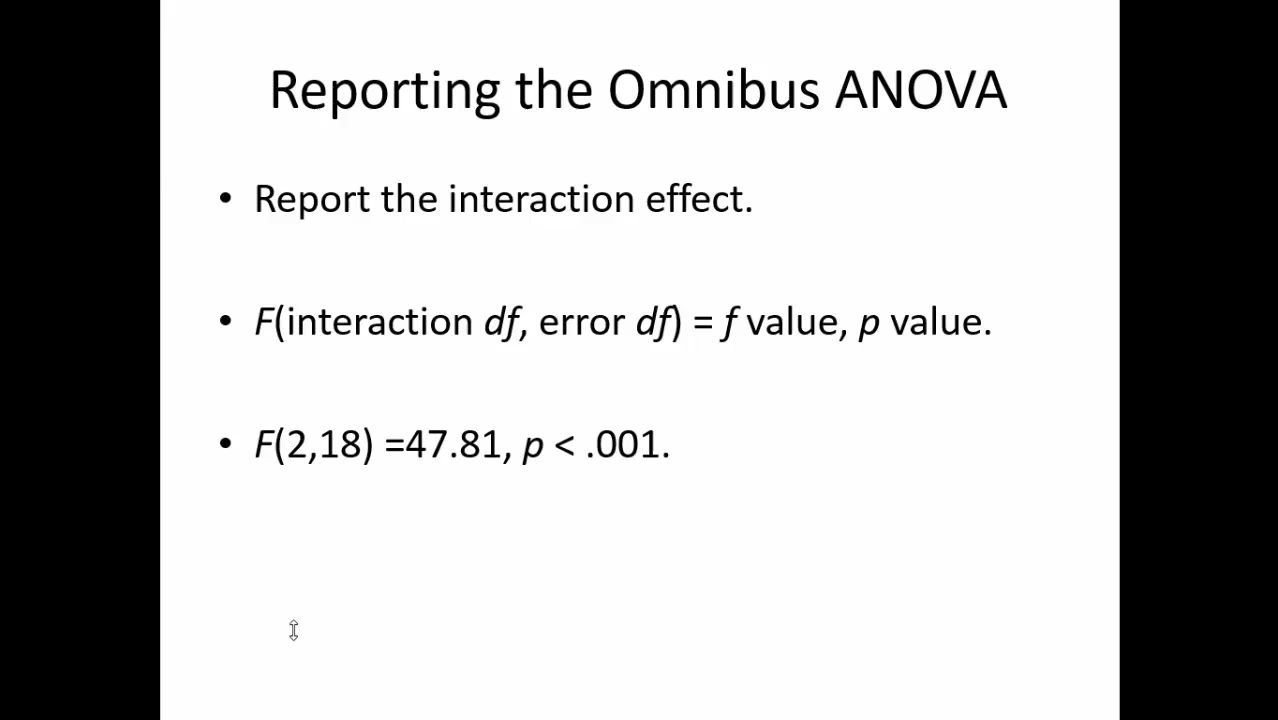 Reporting the Omnibus ANOVA
• Report the interaction effect.
• F(interaction df, error df) = f value, p value.
• F(2,18) =47.81, p < .001.